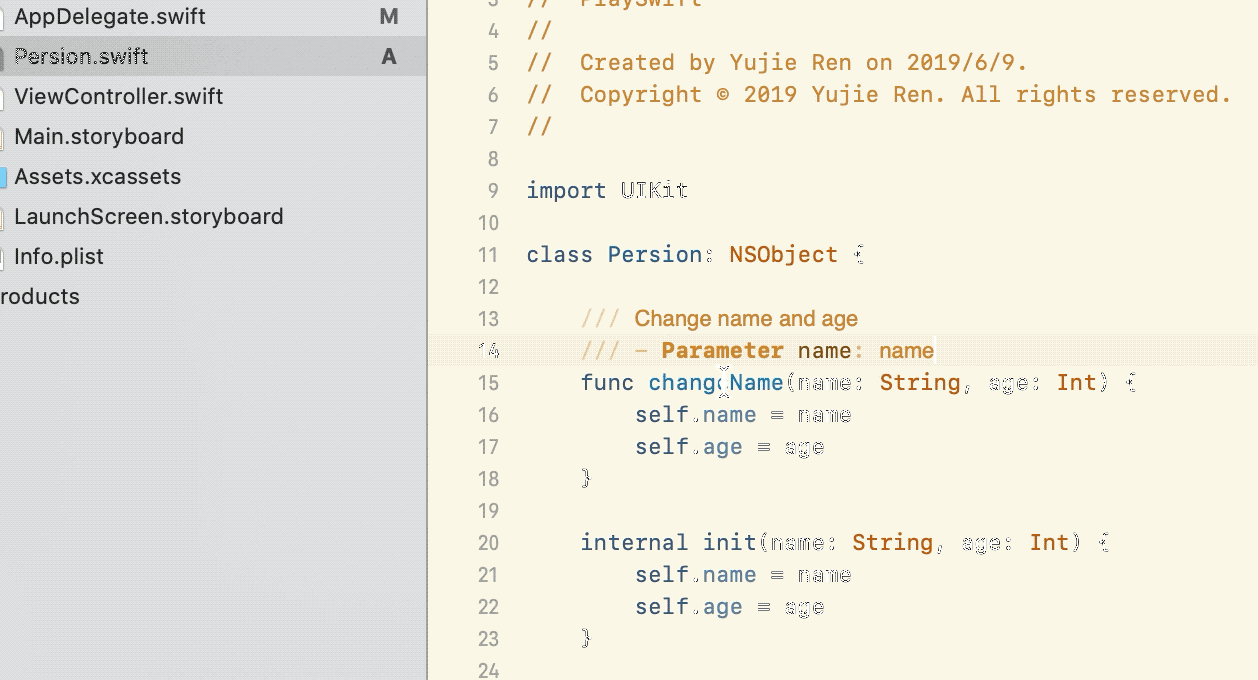 AppDelegate.swift M
Persion.swift A
ViewController.swift
Main.storyboard
Assets.xcassets
LaunchScreen.storyboard
Info.plist
roducts
3 // PlaySwift
4 //
5 // Created by Yujie Ren on 2019/6/9.
6 // Copyright © 2019 Yujie Ren. All rights reserved.
7 //
8
9 import UIKit
10
11 class Persion: NSObject {
12
13 /// Change name and age
14 /// - Parameter name: name
15 func changeName(name: String, age: Int) {
16 self.name = name
17 self.age = age
18 }
19
20 internal init(name: String, age: Int) {
21 self.name = name
22 self.age = age
23 }
24